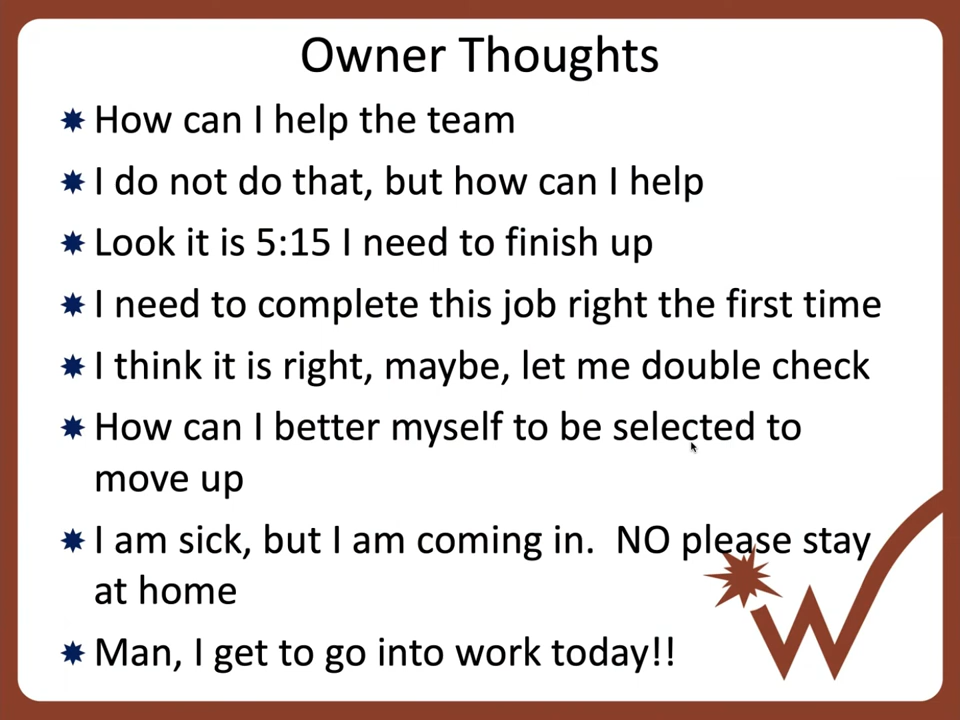 Owner Thoughts
How can I help the team
I do not do that, but how can I help
Look it is 5:15 I need to finish up
I need to complete this job right the first time
I think it is right, maybe, let me double check
How can I better myself to be selected to
move up
I am sick, but I am coming in.  NO please stay
at home
Man, I get to go into work today!!
W